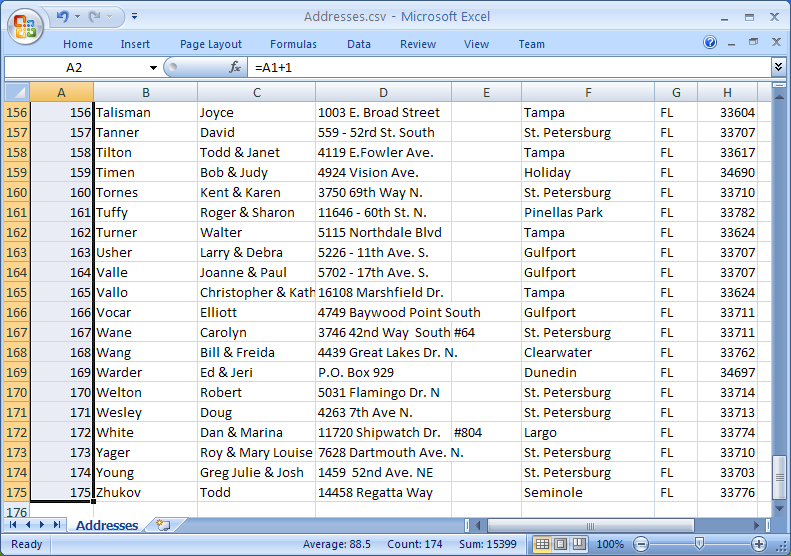 Addresses.csv - Microsoft Excel
Home Insert Page Layout Formulas Data Review View Team
A2 fx =A1+1
A B C D E F G H
156 156 Talisman Joyce 1003 E. Broad Street Tampa FL 33604
157 157 Tanner David 559 - 52rd St. South St. Petersburg FL 33707
158 158 Tilton Todd & Janet 4119 E.Fowler Ave. Tampa FL 33617
159 159 Timen Bob & Judy 4924 Vision Ave. Holiday FL 34690
160 160 Tornes Kent & Karen 3750 69th Way N. St. Petersburg FL 33710
161 161 Tuffy Roger & Sharon 11646 - 60th St. N. Pinellas Park FL 33782
162 162 Turner Walter 5115 Northdale Blvd Tampa FL 33624
163 163 Usher Larry & Debra 5226 - 11th Ave. S. Gulfport FL 33707
164 164 Valle Joanne & Paul 5702 - 17th Ave. S. Gulfport FL 33707
165 165 Vallo Christopher & Kath 16108 Marshfield Dr. Tampa FL 33624
166 166 Vocar Elliott 4749 Baywood Point South Gulfport FL 33711
167 167 Wane Carolyn 3746 42nd Way South #64 St. Petersburg FL 33711
168 168 Wang Bill & Freida 4439 Great Lakes Dr. N. Clearwater FL 33762
169 169 Warder Ed & Jeri P.O. Box 929 Dunedin FL 34697
170 170 Welton Robert 5031 Flamingo Dr. N St. Petersburg FL 33714
171 171 Wesley Doug 4263 7th Ave N. St. Petersburg FL 33713
172 172 White Dan & Marina 11720 Shipwatch Dr. #804 Largo FL 33774
173 173 Yager Roy & Mary Louise 7628 Dartmouth Ave. N. St. Petersburg FL 33710
174 174 Young Greg Julie & Josh 1459 52nd Ave. NE St. Petersburg FL 33703
175 175 Zhukov Todd 14458 Regatta Way Seminole FL 33776
176
Addresses
Ready Average: 88.5 Count: 174 Sum: 15399 100%